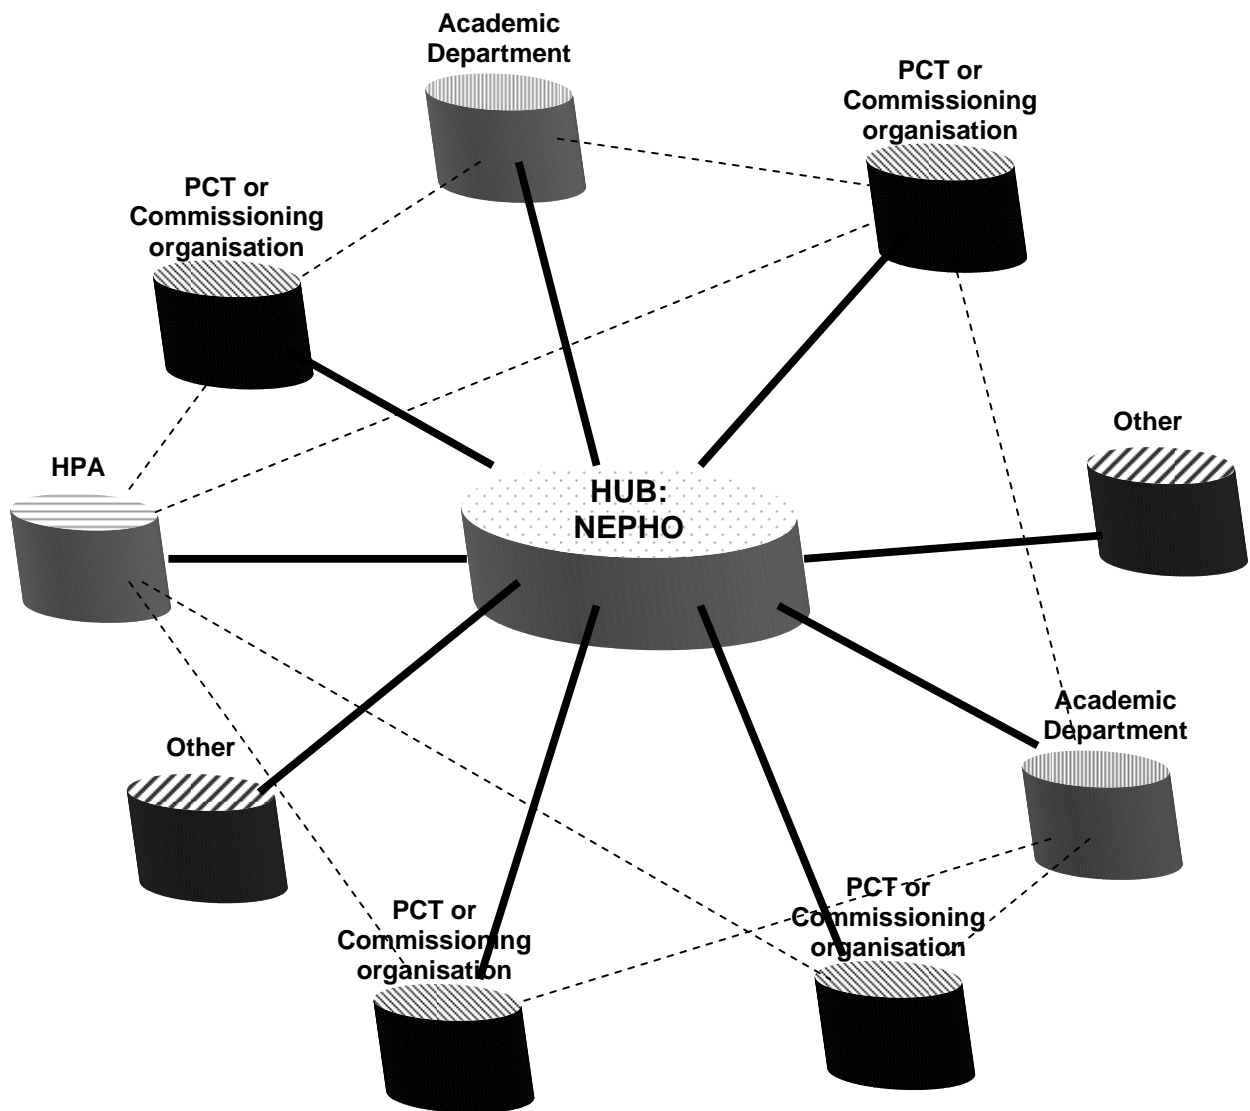 Academic
Department
PCT or
Commissioning
organisation
PCT or
Commissioning
organisation
Other
HPA
HUB:
NEPHO
Academic
Department
Other
PCT or
Commissioning
organisation
PCT or
Commissioning
organisation